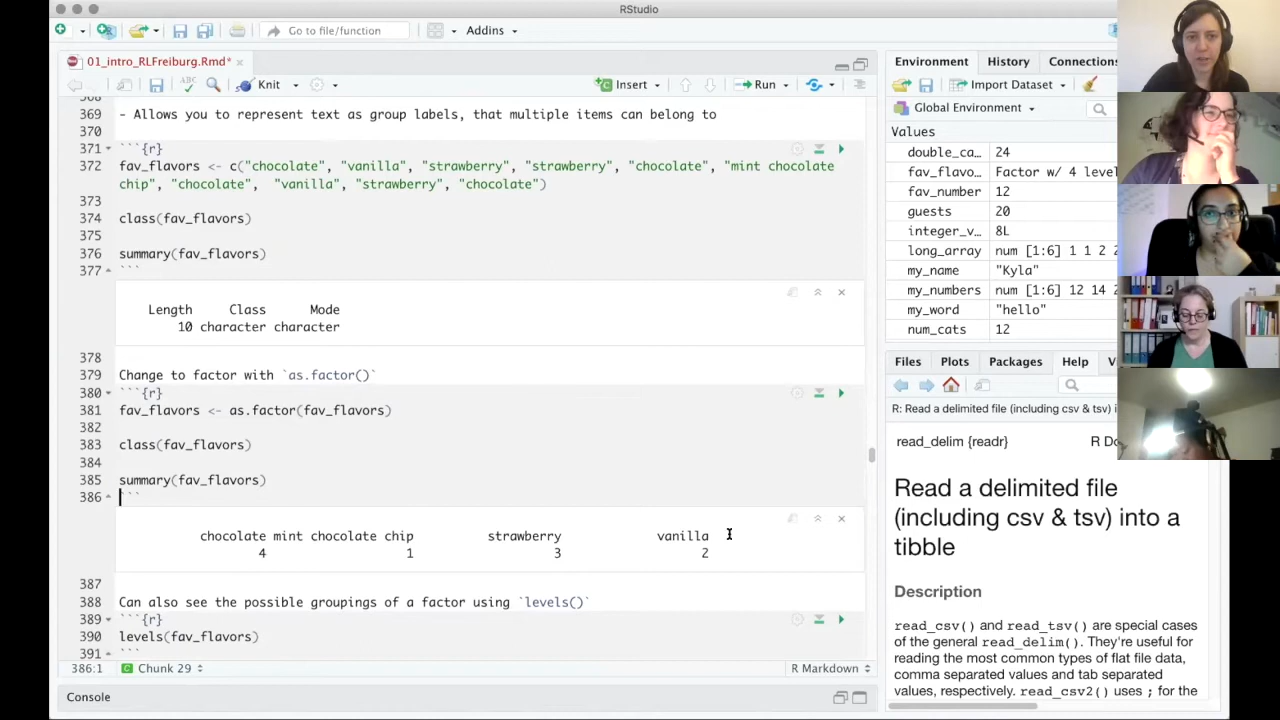 RStudio
Go to file/function
Addins
01_intro_RLFreiburg.Rmd* ×
ABC
Knit
Insert
Run
368
369 - Allows you to represent text as group labels, that multiple items can belong to
370
371 ```{r}
372 fav_flavors <- c("chocolate", "vanilla", "strawberry", "strawberry", "chocolate", "mint chocolate
chip", "chocolate",  "vanilla", "strawberry", "chocolate")
373
374 class(fav_flavors)
375
376 summary(fav_flavors)
377 ```
Length Class Mode
10 character character
378
379 Change to factor with `as.factor()`
380 ```{r}
381 fav_flavors <- as.factor(fav_flavors)
382
383 class(fav_flavors)
384
385 summary(fav_flavors)
386 ```
chocolate mint chocolate chip strawberry vanilla
4 1 3 2
387
388 Can also see the possible groupings of a factor using `levels()`
389 ```{r}
390 levels(fav_flavors)
391 ```
386:1 Chunk 29 R Markdown
Console
Environment History Connections
Import Dataset
Global Environment
Values
double_ca… 24
fav_flavo… Factor w/ 4 level
fav_number 12
guests 20
integer_v… 8L
long_array num [1:6] 1 1 2 2
my_name "Kyla"
my_numbers num [1:6] 12 14 2
my_word "hello"
num_cats 12
Files Plots Packages Help
R: Read a delimited file (including csv & tsv) i
read_delim {readr} R Do
Read a delimited file
(including csv & tsv) into a
tibble
Description
read_csv() and read_tsv() are special cases
of the general read_delim(). They're useful for
reading the most common types of flat file data,
comma separated values and tab separated
values, respectively. read_csv2() uses ; for the